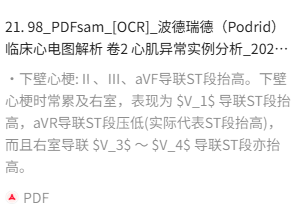 21. 98_PDFsam_[OCR]_波德瑞德（Podrid）
临床心电图解析 卷2 心肌异常实例分析_202…
・下壁心梗: II 、III、aVF导联ST段抬高。下壁
心梗时常累及右室，表现为 $V_1$ 导联ST段抬
高，aVR导联ST段压低(实际代表ST段抬高)，
而且右室导联 $V_3$ ～ $V_4$ 导联ST段亦抬
高。
PDF